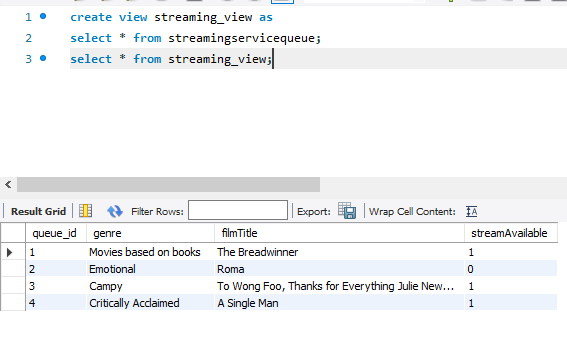 1 create view streaming_view as
2 select * from streamingservicequeue;
3 select * from streaming_view;
Result Grid Filter Rows: Export: Wrap Cell Content: IA
queue_id genre filmTitle streamAvailable
1 Movies based on books The Breadwinner 1
2 Emotional Roma 0
3 Campy To Wong Foo, Thanks for Everything Julie New... 1
4 Critically Acclaimed A Single Man 1